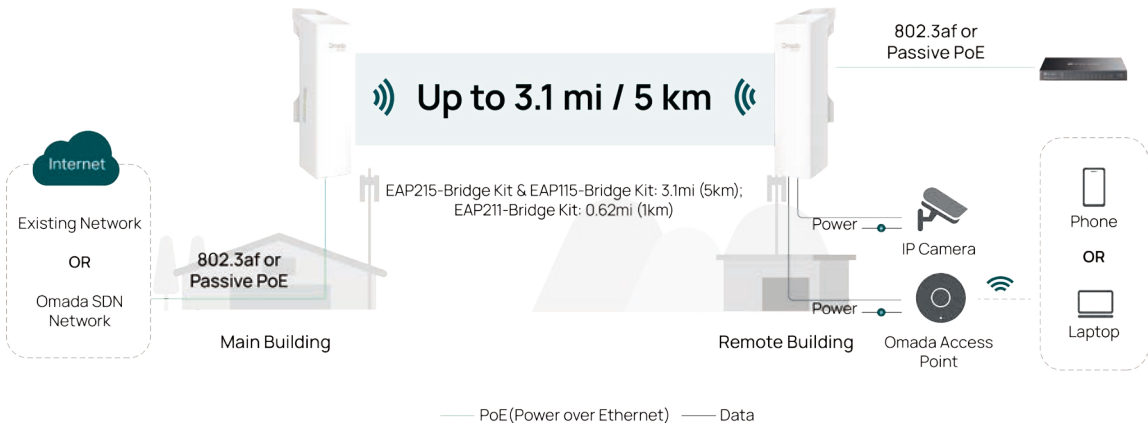 802.3af or
Passive PoE
Omada
Omada
Up to 3.1 mi / 5 km
Internet
EAP215-Bridge Kit & EAP115-Bridge Kit: 3.1mi (5km);
EAP211-Bridge Kit: 0.62mi (1km)
Existing Network
OR
Omada SDN
Network
802.3af or
Passive PoE
Power
IP Camera
Power
Omada Access
Point
Phone
OR
Laptop
Main Building
Remote Building
PoE(Power over Ethernet)
Data